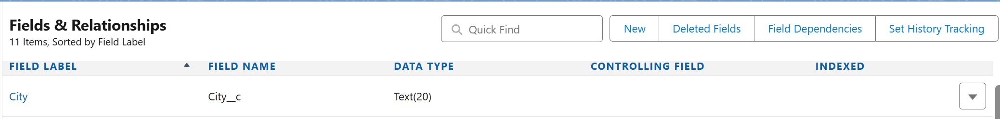 Fields & Relationships
11 Items, Sorted by Field Label
Quick Find
New
Deleted Fields
Field Dependencies
Set History Tracking
FIELD LABEL FIELD NAME DATA TYPE CONTROLLING FIELD INDEXED
City City__c Text(20)